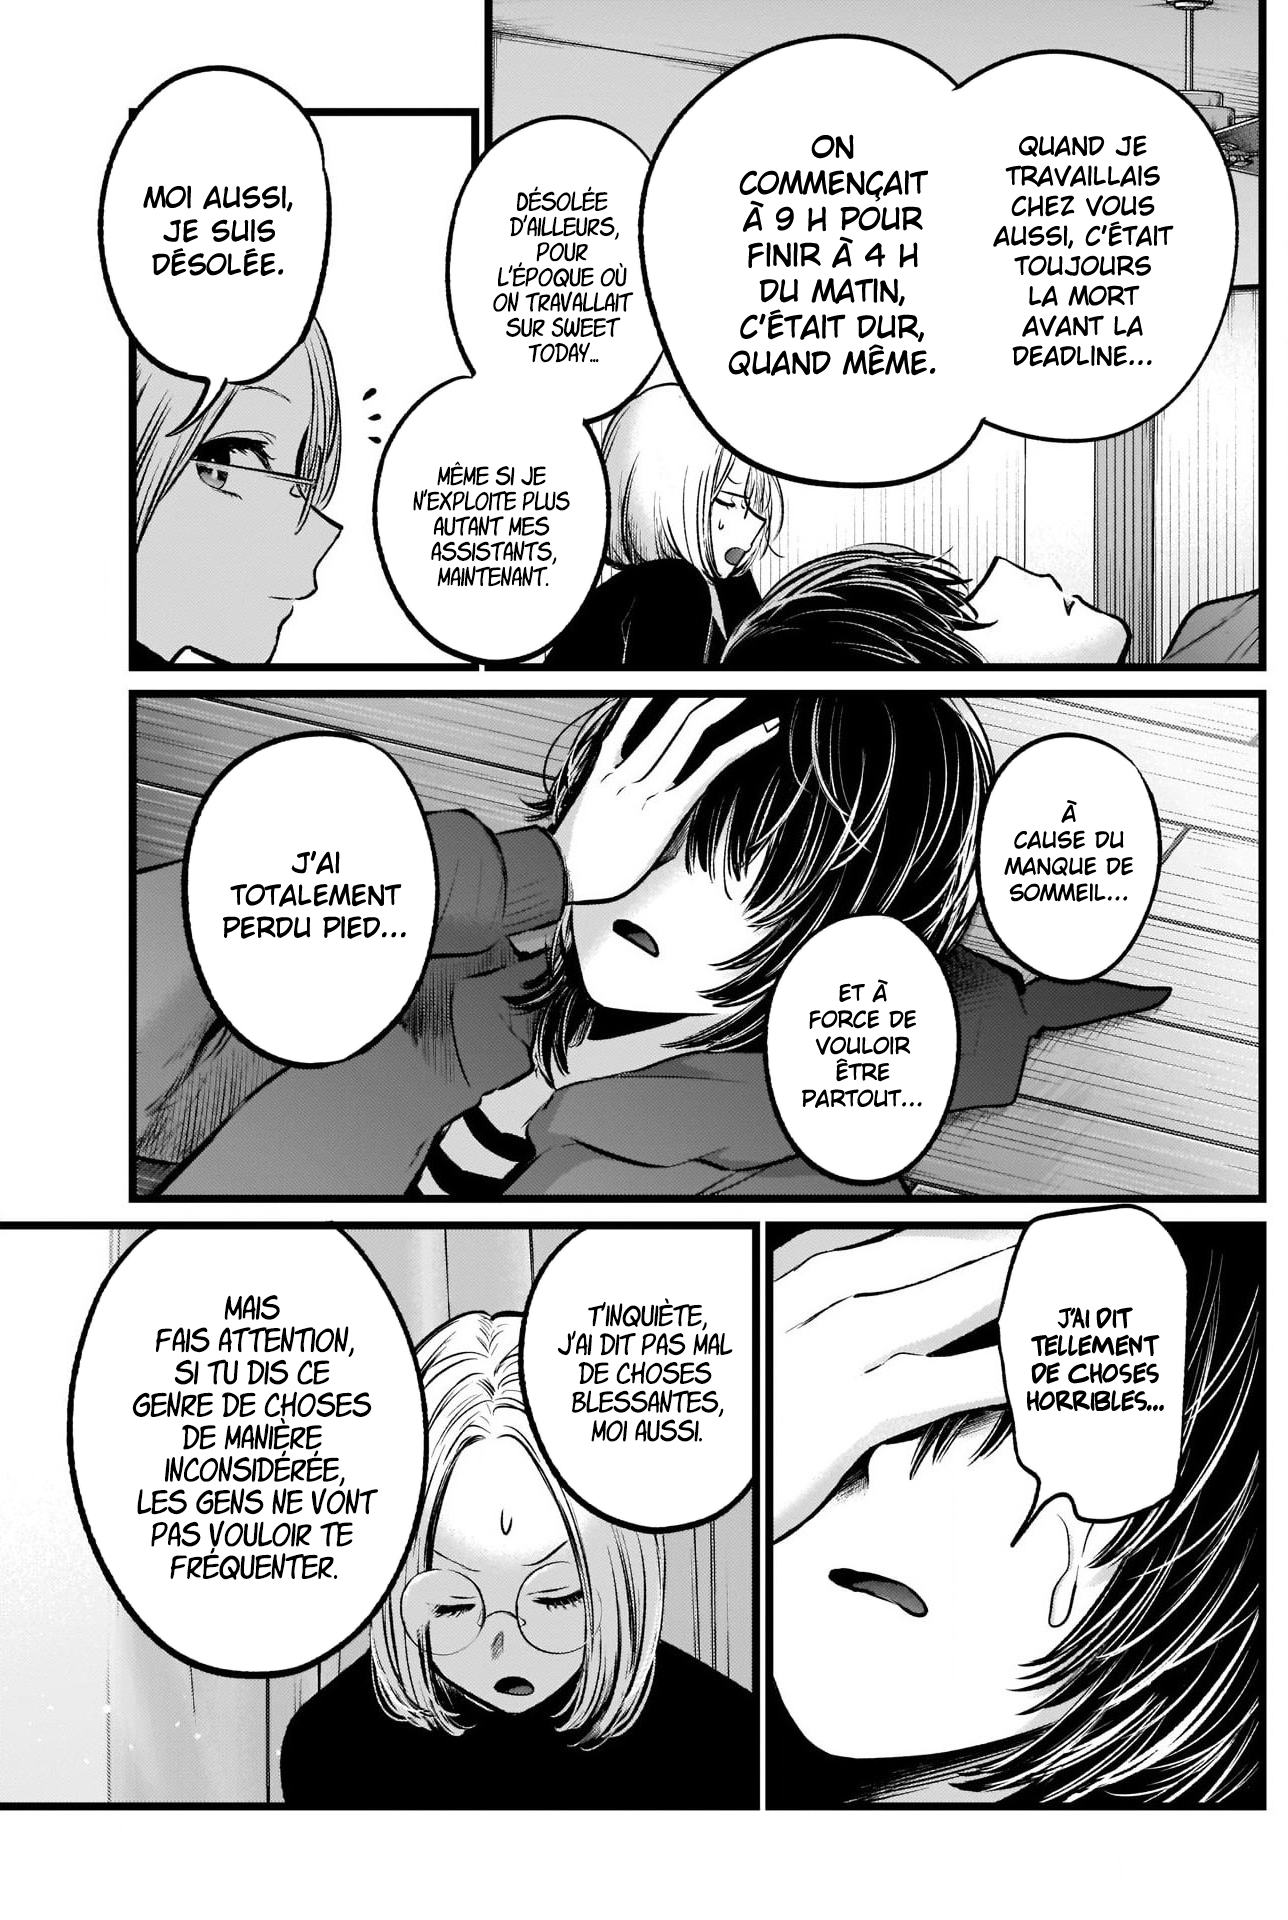 QUAND JE
TRAVAILLAIS
CHEZ VOUS
AUSSI, C'ÉTAIT
TOUJOURS
LA MORT
AVANT LA
DEADLINE...
ON
COMMENÇAIT
À 9 H POUR
FINIR À 4 H
DU MATIN,
C'ÉTAIT DUR,
QUAND MÊME.
DÉSOLÉE
D'AILLEURS,
POUR
L'ÉPOQUE OÙ
ON TRAVALLAIT
SUR SWEET
TODAY...
MÊME SI JE
N'EXPLOITE PLUS
AUTANT MES
ASSISTANTS,
MAINTENANT.
MOI AUSSI,
JE SUIS
DÉSOLÉE.
À
CAUSE DU
MANQUE DE
SOMMEIL...
ET À
FORCE DE
VOULOIR
ÊTRE
PARTOUT...
J'AI
TOTALEMENT
PERDU PIED...
J'AI DIT
TELLEMENT
DE CHOSES
HORRIBLES...
T'INQUIÈTE,
J'AI DIT PAS MAL
DE CHOSES
BLESSANTES,
MOI AUSSI.
MAIS
FAIS ATTENTION,
SI TU DIS CE
GENRE DE CHOSES
DE MANIÈRE
INCONSIDÉRÉE,
LES GENS NE VONT
PAS VOULOIR TE
FRÉQUENTER.